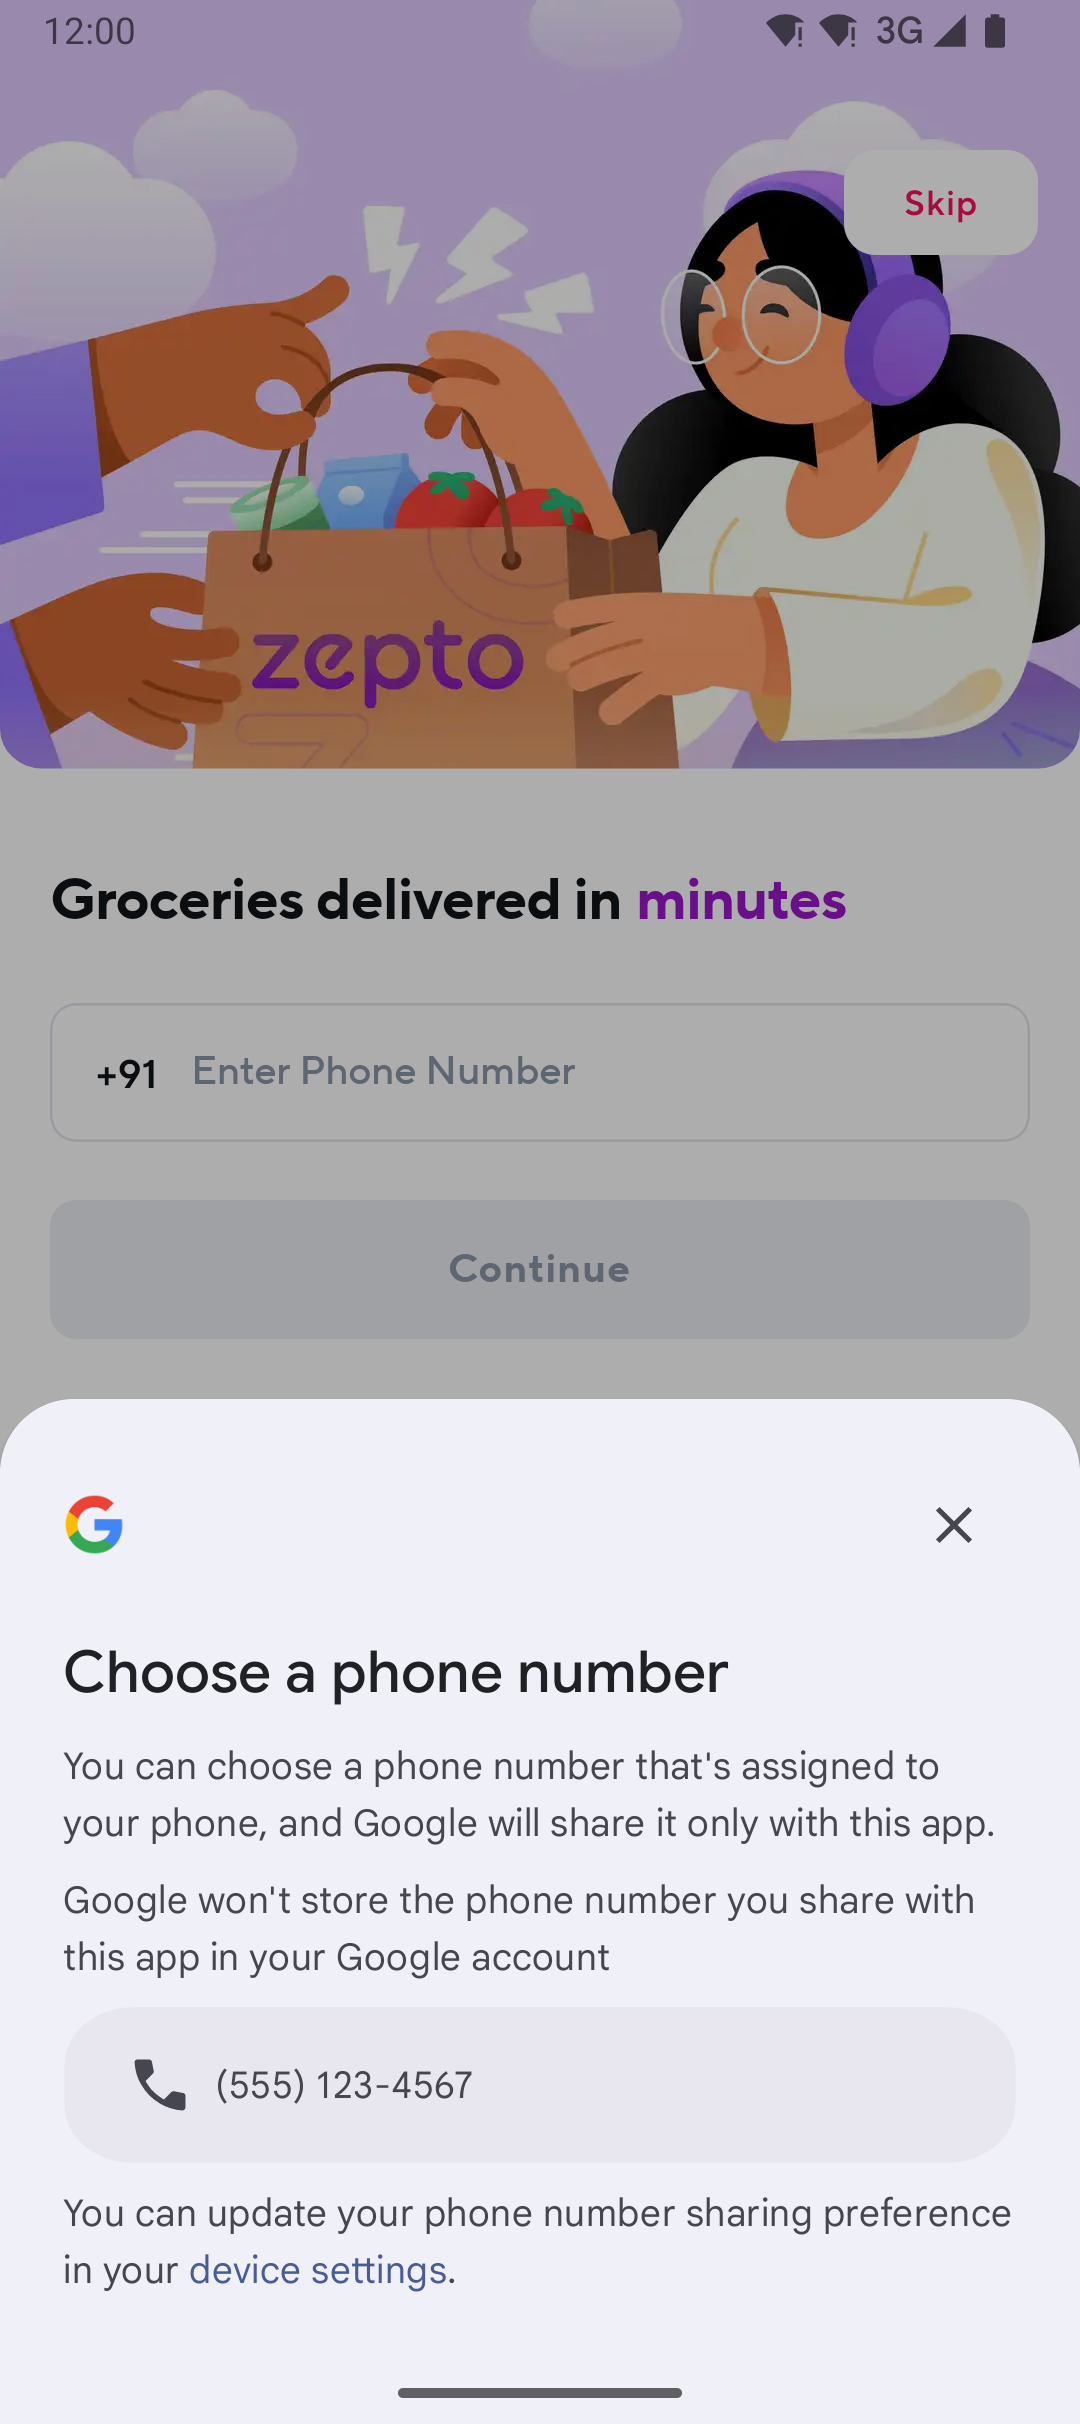 12:00
3G
Skip
zepto
Groceries delivered in minutes
+91 Enter Phone Number
Continue
Choose a phone number
You can choose a phone number that's assigned to
your phone, and Google will share it only with this app.
Google won't store the phone number you share with
this app in your Google account
(555) 123-4567
You can update your phone number sharing preference
in your device settings.